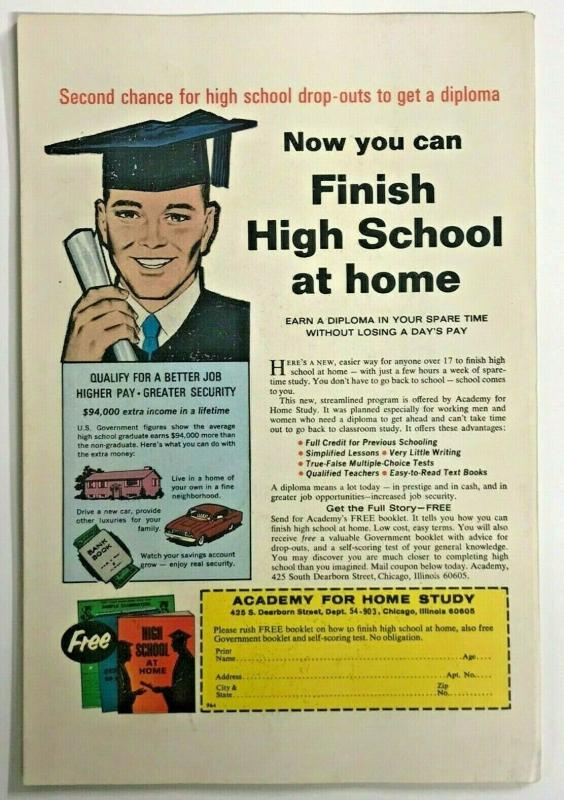 Second chance for high school drop-outs to get a diploma
Now you can
Finish
High School
at home
EARN A DIPLOMA IN YOUR SPARE TIME
WITHOUT LOSING A DAY'S PAY
QUALIFY FOR A BETTER JOB
HIGHER PAY • GREATER SECURITY
$94,000 extra income in a lifetime
U.S. Government figures show the average
high school graduate earns $94,000 more than
the non-graduate. Here's what you can do with
the extra money:
Live in a home of
your own in a fine
neighborhood.
Drive a new car, provide
other luxuries for your
family.
BANK
BOOK
Watch your savings account
grow — enjoy real security.
HERE'S A NEW, easier way for anyone over 17 to finish high
school at home — with just a few hours a week of spare-
time study. You don't have to go back to school — school comes
to you.
This new, streamlined program is offered by Academy for
Home Study. It was planned especially for working men and
women who need a diploma to get ahead and can't take time
out to go back to classroom study. It offers these advantages:
• Full Credit for Previous Schooling
• Simplified Lessons • Very Little Writing
• True-False Multiple-Choice Tests
• Qualified Teachers • Easy-to-Read Text Books
A diploma means a lot today — in prestige and in cash, and in
greater job opportunities—increased job security.
Get the Full Story—FREE
Send for Academy's FREE booklet. It tells you how you can
finish high school at home. Low cost, easy terms. You will also
receive free a valuable Government booklet with advice for
drop-outs, and a self-scoring test of your general knowledge.
You may discover you are much closer to completing high
school than you imagined. Mail coupon below today. Academy,
425 South Dearborn Street, Chicago, Illinois 60605.
Free
HIGH
SCHOOL
AT
HOME
ACADEMY FOR HOME STUDY
425 S. Dearborn Street, Dept. 54-903, Chicago, Illinois 60605
Please rush FREE booklet on how to finish high school at home, also free
Government booklet and self-scoring test. No obligation.
Print
Name Age
Address Apt. No.
City & Zip
State No.